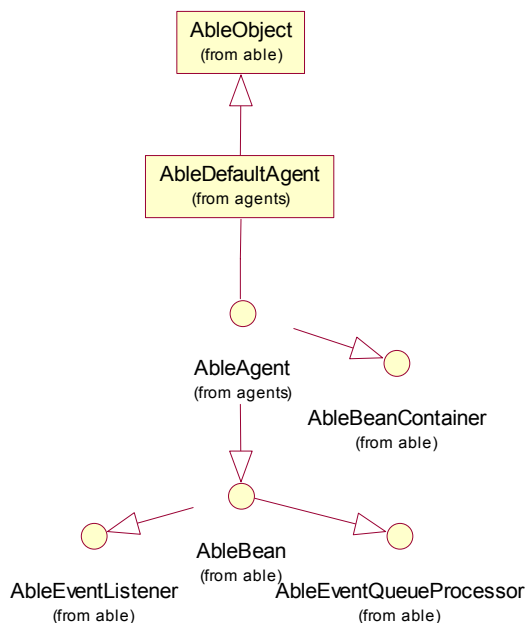 AbleObject
(from able)
AbleDefaultAgent
(from agents)
AbleAgent
(from agents)
AbleBeanContainer
(from able)
AbleBean
(from able)
AbleEventListener
(from able)
AbleEventQueueProcessor
(from able)